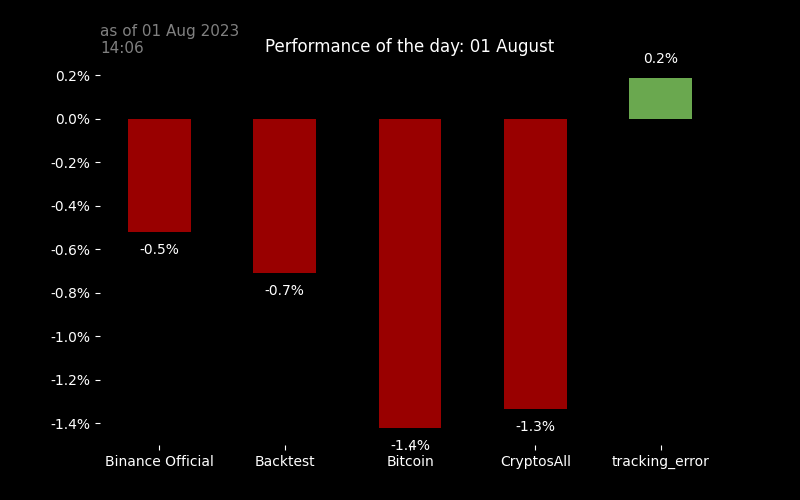 as of 01 Aug 2023
14:06
Performance of the day: 01 August
0.2%
0.2%
0.0%
-0.2%
-0.4%
-0.6%
-0.8%
-1.0%
-1.2%
-1.4%
-0.5%
-0.7%
-1.4%
-1.3%
Binance Official
Backtest
Bitcoin
CryptosAll
tracking_error